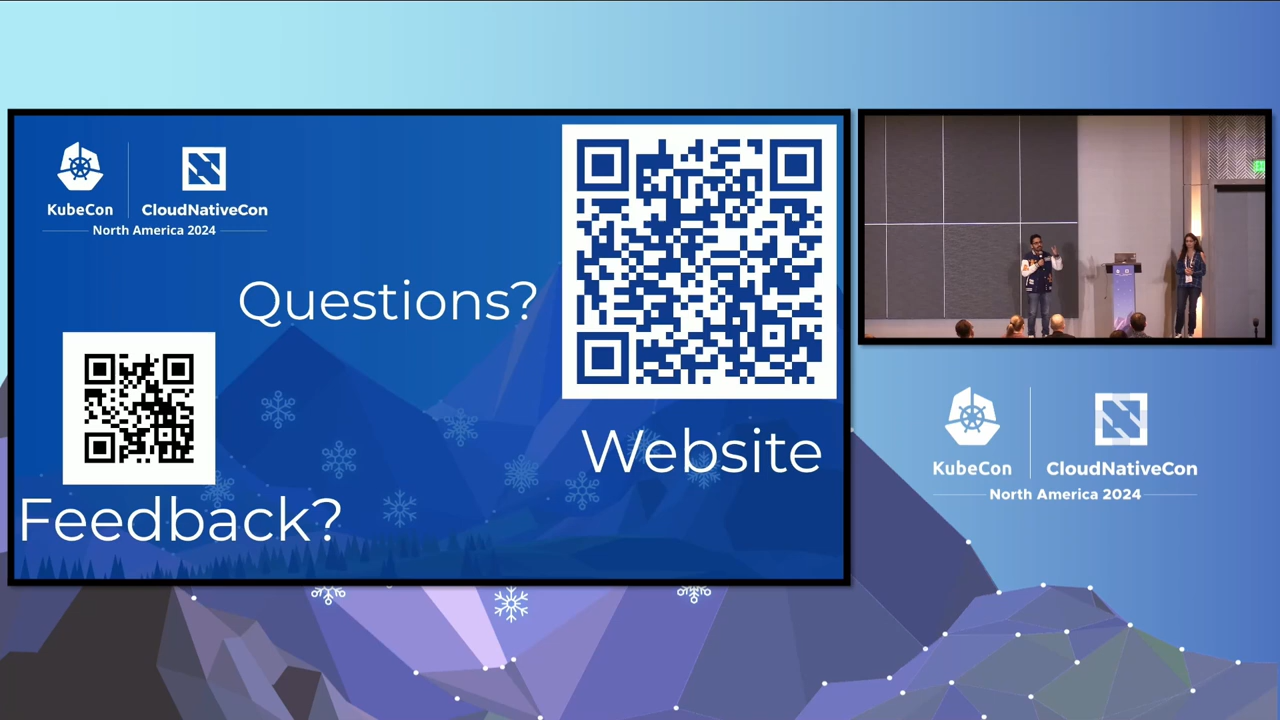 KubeCon
CloudNativeCon
North America 2024
Questions?
Website
Feedback?
KubeCon
CloudNativeCon
North America 2024